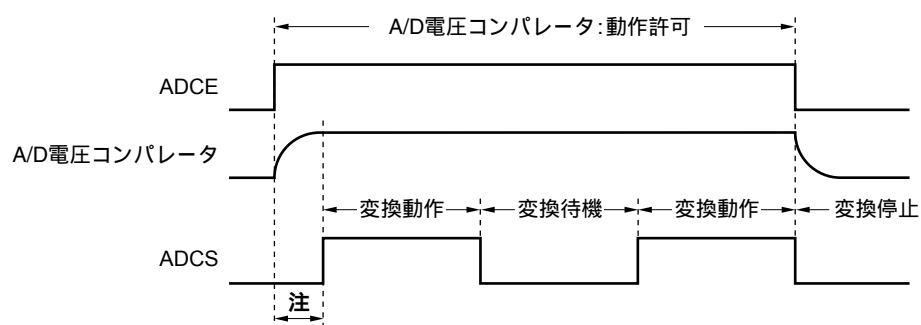 A/D電圧コンパレータ:動作許可
ADCE
A/D電圧コンパレータ
変換動作 変換待機 変換動作 変換停止
ADCS
注